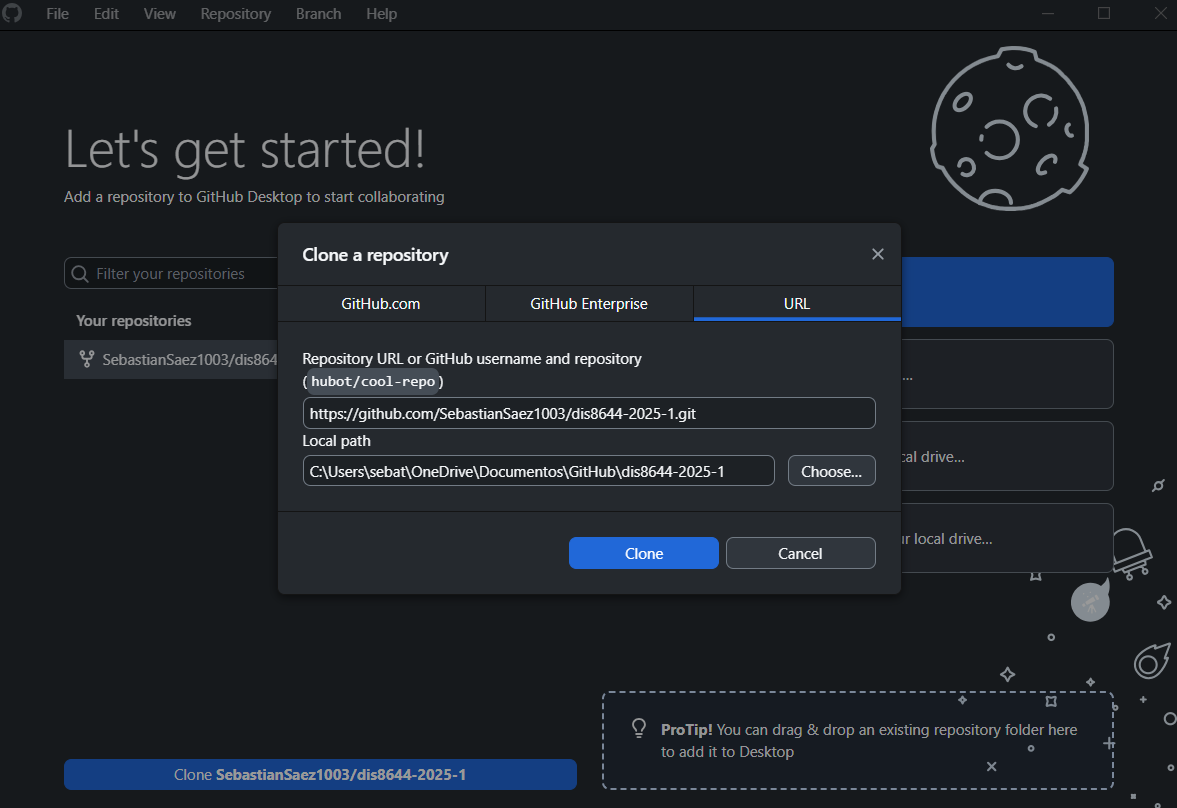 File Edit View Repository Branch Help
Let's get started!
Add a repository to GitHub Desktop to start collaborating
Filter your repositories
Your repositories
SebastianSaez1003/dis864
Clone a repository
GitHub.com GitHub Enterprise URL
Repository URL or GitHub username and repository
(hubot/cool-repo)
https://github.com/SebastianSaez1003/dis8644-2025-1.git
Local path
C:\Users\sebat\OneDrive\Documentos\GitHub\dis8644-2025-1
Choose...
Clone Cancel
...
cal drive...
r local drive...
ProTip! You can drag & drop an existing repository folder here
to add it to Desktop
Clone SebastianSaez1003/dis8644-2025-1